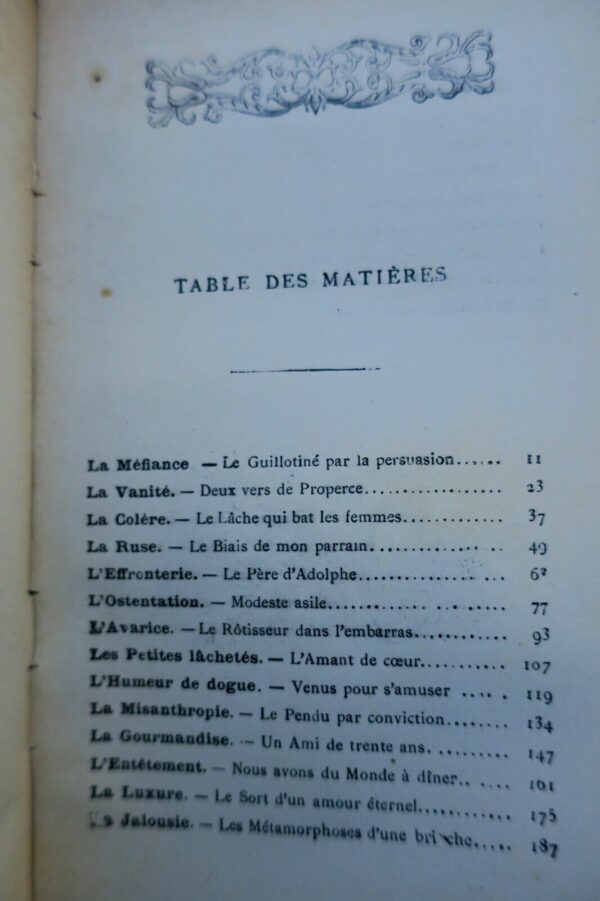 TABLE DES MATIÈRES
La Méfiance. — Le Guillotiné par la persuasion...... 11
La Vanité. — Deux vers de Properce.................. 23
La Colère. — Le Lâche qui bat les femmes............ 37
La Ruse. — Le Biais de mon parrain.................. 49
L'Effronterie. — Le Père d'Adolphe.................. 62
L'Ostentation. — Modeste asile...................... 77
L'Avarice. — Le Rôtisseur dans l'embarras........... 93
Les Petites lâchetés. — L'Amant de cœur............. 107
L'Humeur de dogue. — Venus pour s'amuser ..... . 119
La Misanthropie. — Le Pendu par conviction........ 134
La Gourmandise. — Un Ami de trente ans. .......... 147
L'Entêtement. — Nous avons du Monde à dîner.. ....
La Luxure. — Le Sort d'un amour éternel............ 175
La Jalousie. — Les Métamorphoses d'une..... 187